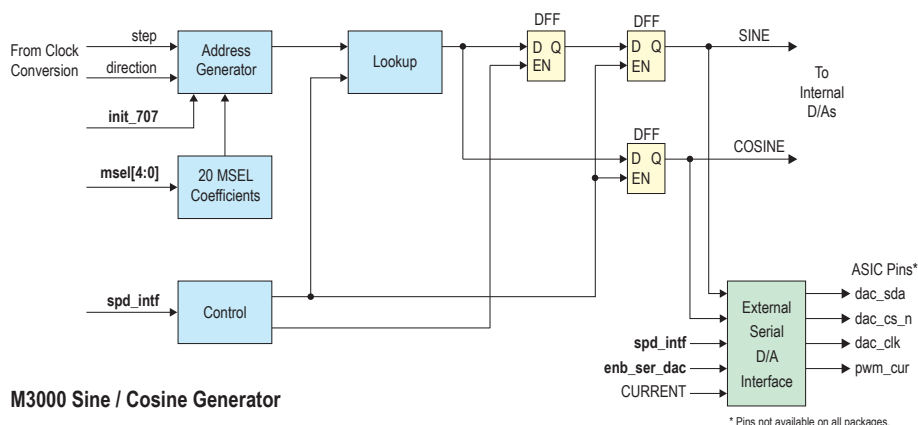 From Clock
Conversion
step
direction
init_707
msel[4:0]
Address
Generator
20 MSEL
Coefficients
Lookup
DFF
D Q
EN
DFF
D Q
EN
DFF
D Q
EN
SINE
To
Internal
D/As
COSINE
spd_intf
Control
ASIC Pins*
External
Serial
D/A
Interface
spd_intf
enb_ser_dac
CURRENT
dac_sda
dac_cs_n
dac_clk
pwm_cur
M3000 Sine / Cosine Generator
* Pins not available on all packages.